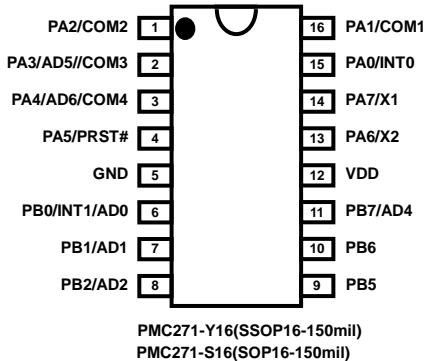 PA2/COM2 1 16 PA1/COM1
PA3/AD5//COM3 2 15 PA0/INT0
PA4/AD6/COM4 3 14 PA7/X1
PA5/PRST# 4 13 PA6/X2
GND 5 12 VDD
PB0/INT1/AD0 6 11 PB7/AD4
PB1/AD1 7 10 PB6
PB2/AD2 8 9 PB5
PMC271-Y16(SSOP16-150mil)
PMC271-S16(SOP16-150mil)